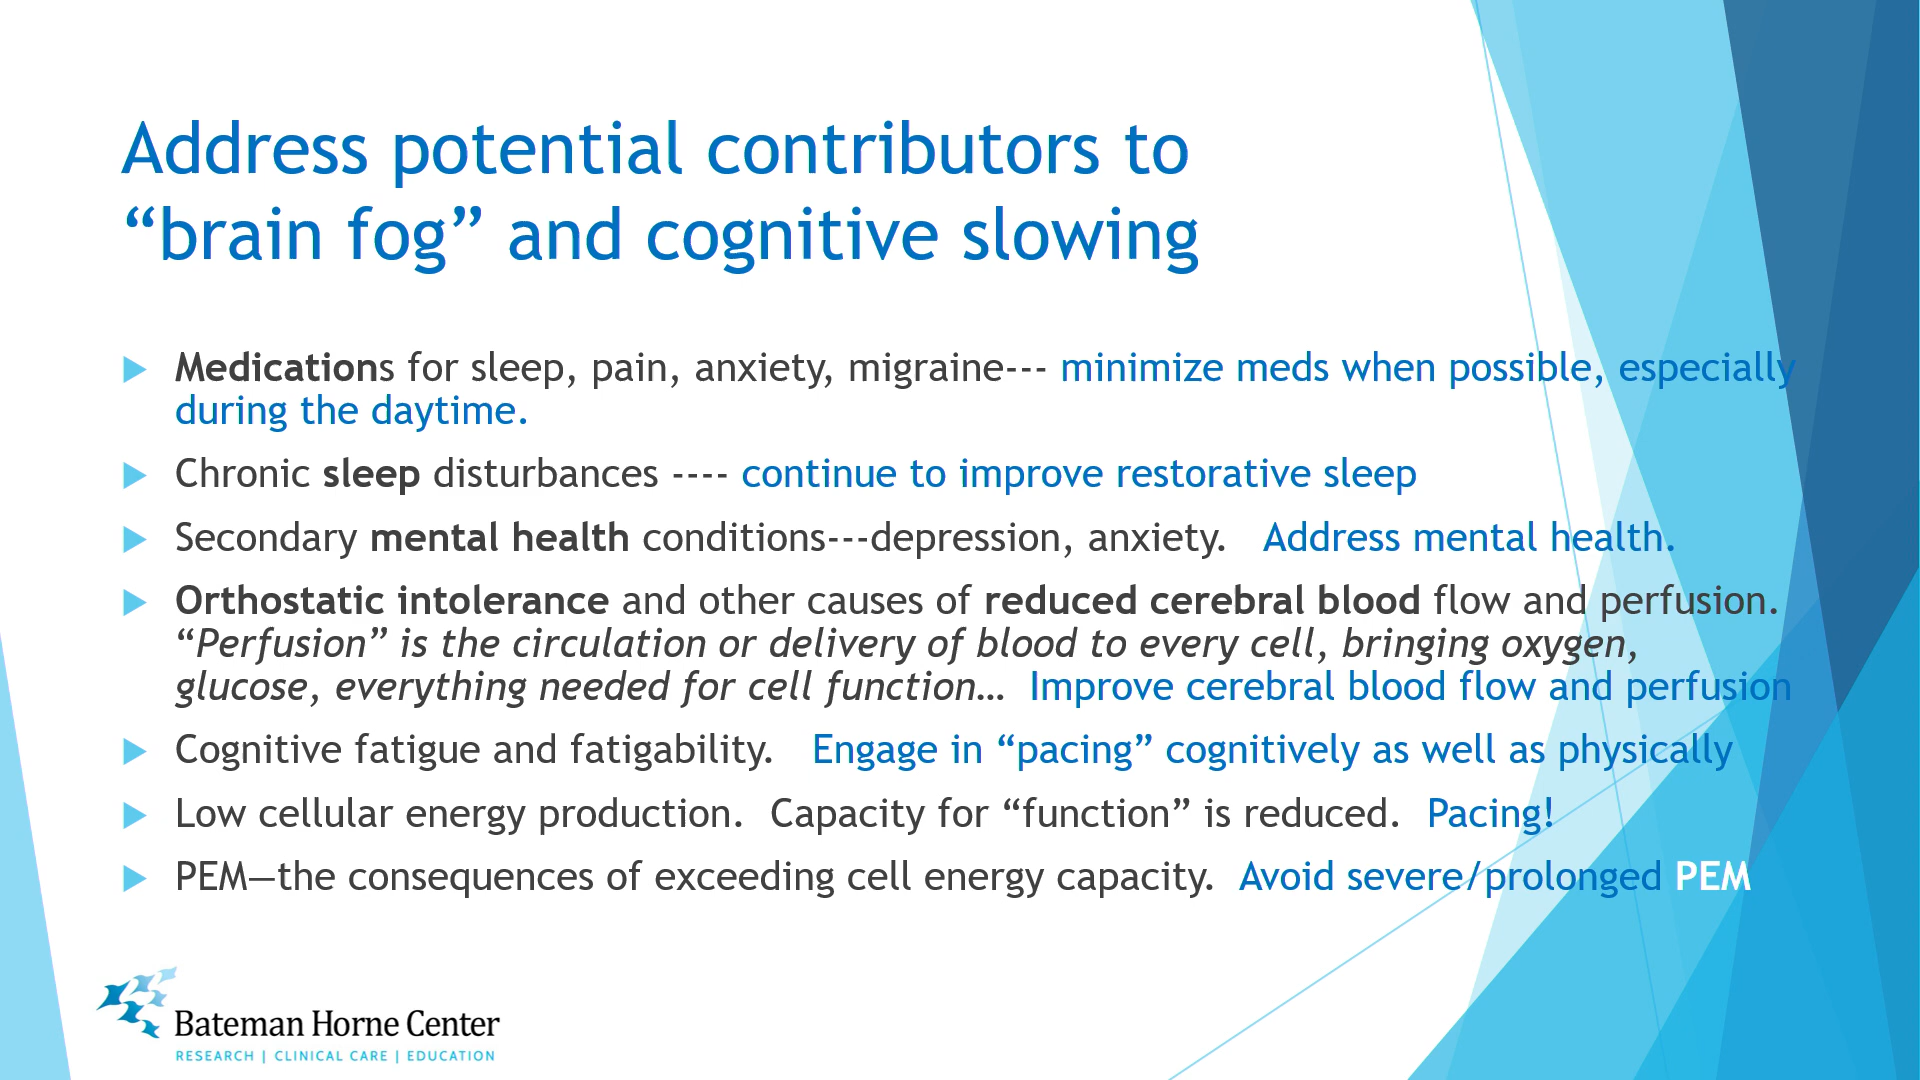 Address potential contributors to
“brain fog” and cognitive slowing
Medications for sleep, pain, anxiety, migraine--- minimize meds when possible, especially
during the daytime.
Chronic sleep disturbances ---- continue to improve restorative sleep
Secondary mental health conditions---depression, anxiety.   Address mental health.
Orthostatic intolerance and other causes of reduced cerebral blood flow and perfusion.
“Perfusion” is the circulation or delivery of blood to every cell, bringing oxygen,
glucose, everything needed for cell function…  Improve cerebral blood flow and perfusion
Cognitive fatigue and fatigability.   Engage in “pacing” cognitively as well as physically
Low cellular energy production.  Capacity for “function” is reduced.  Pacing!
PEM—the consequences of exceeding cell energy capacity.  Avoid severe/prolonged PEM
Bateman Horne Center
RESEARCH | CLINICAL CARE | EDUCATION